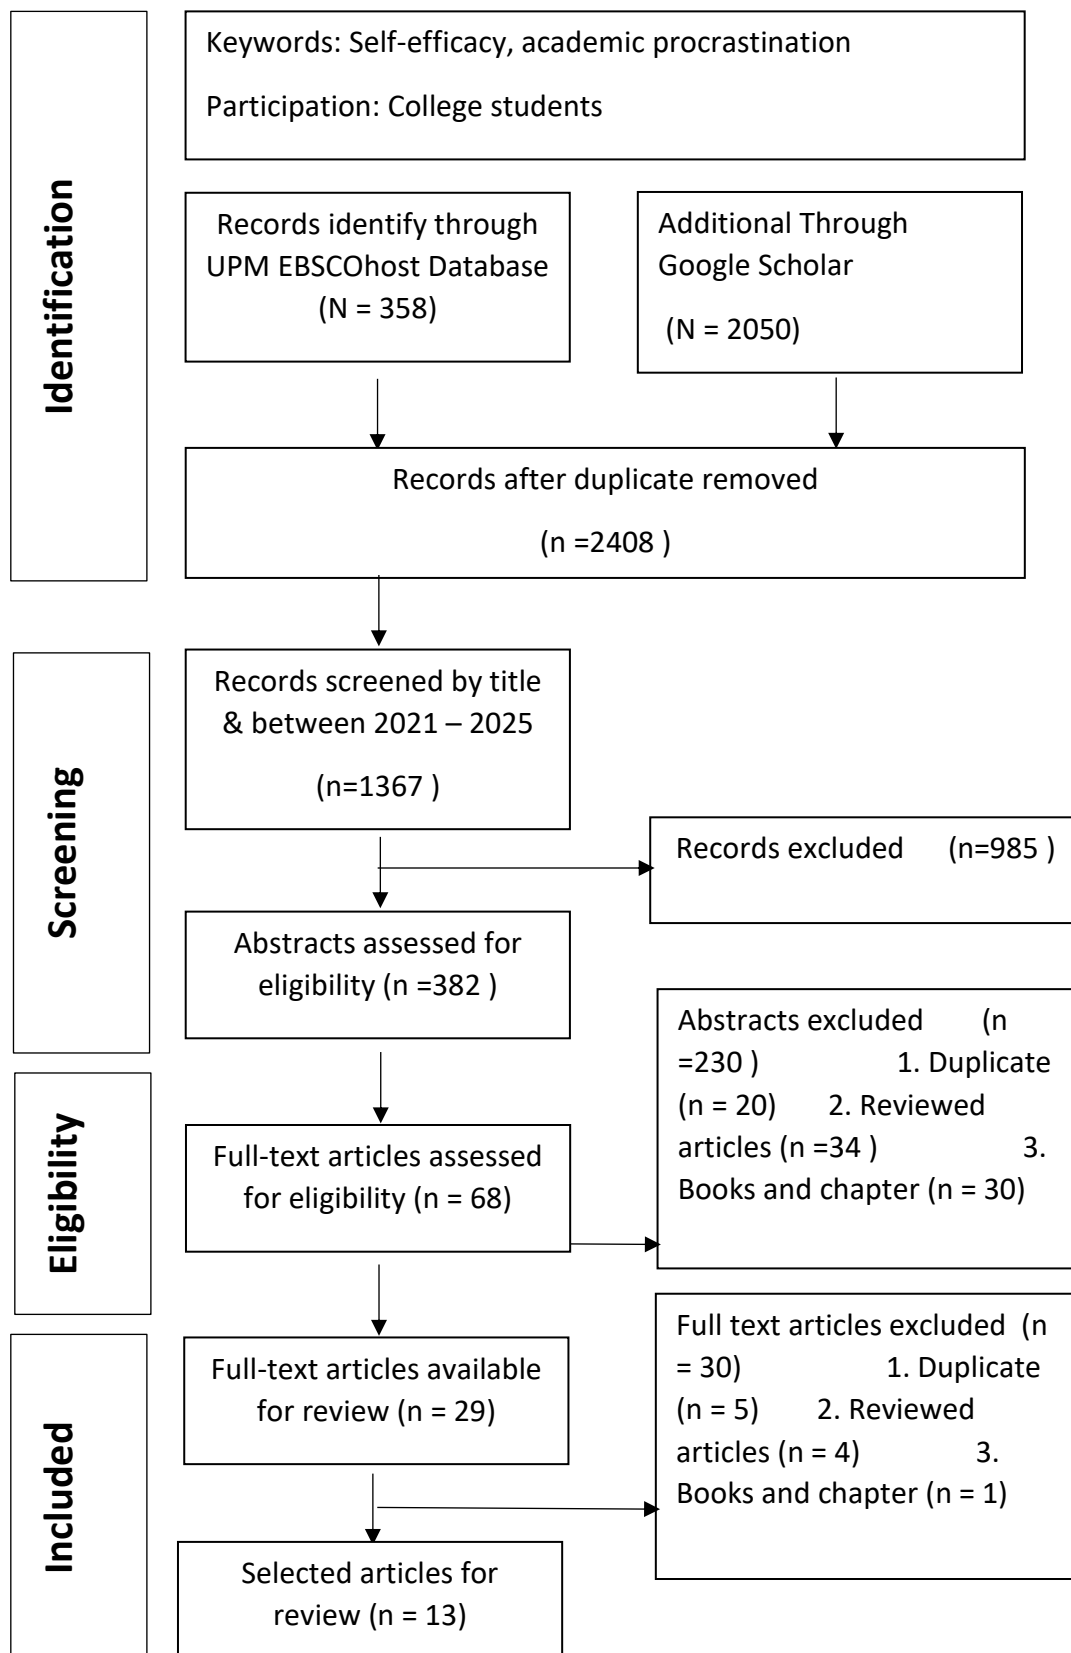 Identification
Keywords: Self-efficacy, academic procrastination
Participation: College students
Records identify through
UPM EBSCOhost Database
(N = 358)
Additional Through
Google Scholar
(N = 2050)
Records after duplicate removed
(n =2408 )
Screening
Records screened by title
& between 2021 – 2025
(n=1367 )
Records excluded (n=985 )
Abstracts assessed for
eligibility (n =382 )
Eligibility
Abstracts excluded (n
=230 ) 1. Duplicate
(n = 20) 2. Reviewed
articles (n =34 ) 3.
Books and chapter (n = 30)
Full-text articles assessed
for eligibility (n = 68)
Included
Full-text articles available
for review (n = 29)
Full text articles excluded (n
= 30) 1. Duplicate
(n = 5) 2. Reviewed
articles (n = 4) 3.
Books and chapter (n = 1)
Selected articles for
review (n = 13)